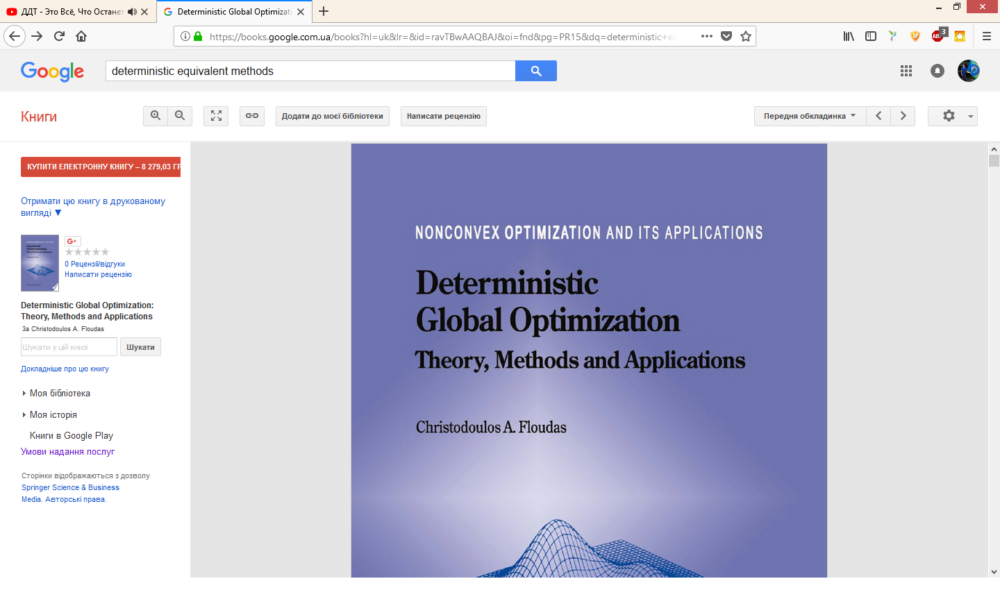 ДДТ - Это Всё, Что Останет
Deterministic Global Optimizati
https://books.google.com.ua/books?hl=uk&lr=&id=ravTBwAAQBAJ&oi=fnd&pg=PR15&dq=deterministic+e
3
Google
deterministic equivalent methods
Книги
Додати до моєї бібліотеки
Написати рецензію
Передня обкладинка
КУПИТИ ЕЛЕКТРОННУ КНИГУ – 8 279,03 ГР
Отримати цю книгу в друкованому
вигляді ▼
G+
0 Рецензії/відгуки
Написати рецензію
Deterministic Global Optimization:
Theory, Methods and Applications
За Christodoulos A. Floudas
Шукати у цій книзі
Шукати
Докладніше про цю книгу
Моя бібліотека
Моя історія
Книги в Google Play
Умови надання послуг
Сторінки відображаються з дозволу
Springer Science & Business
Media. Авторські права.
NONCONVEX OPTIMIZATION AND ITS APPLICATIONS
Deterministic
Global Optimization
Theory, Methods and Applications
Christodoulos A. Floudas